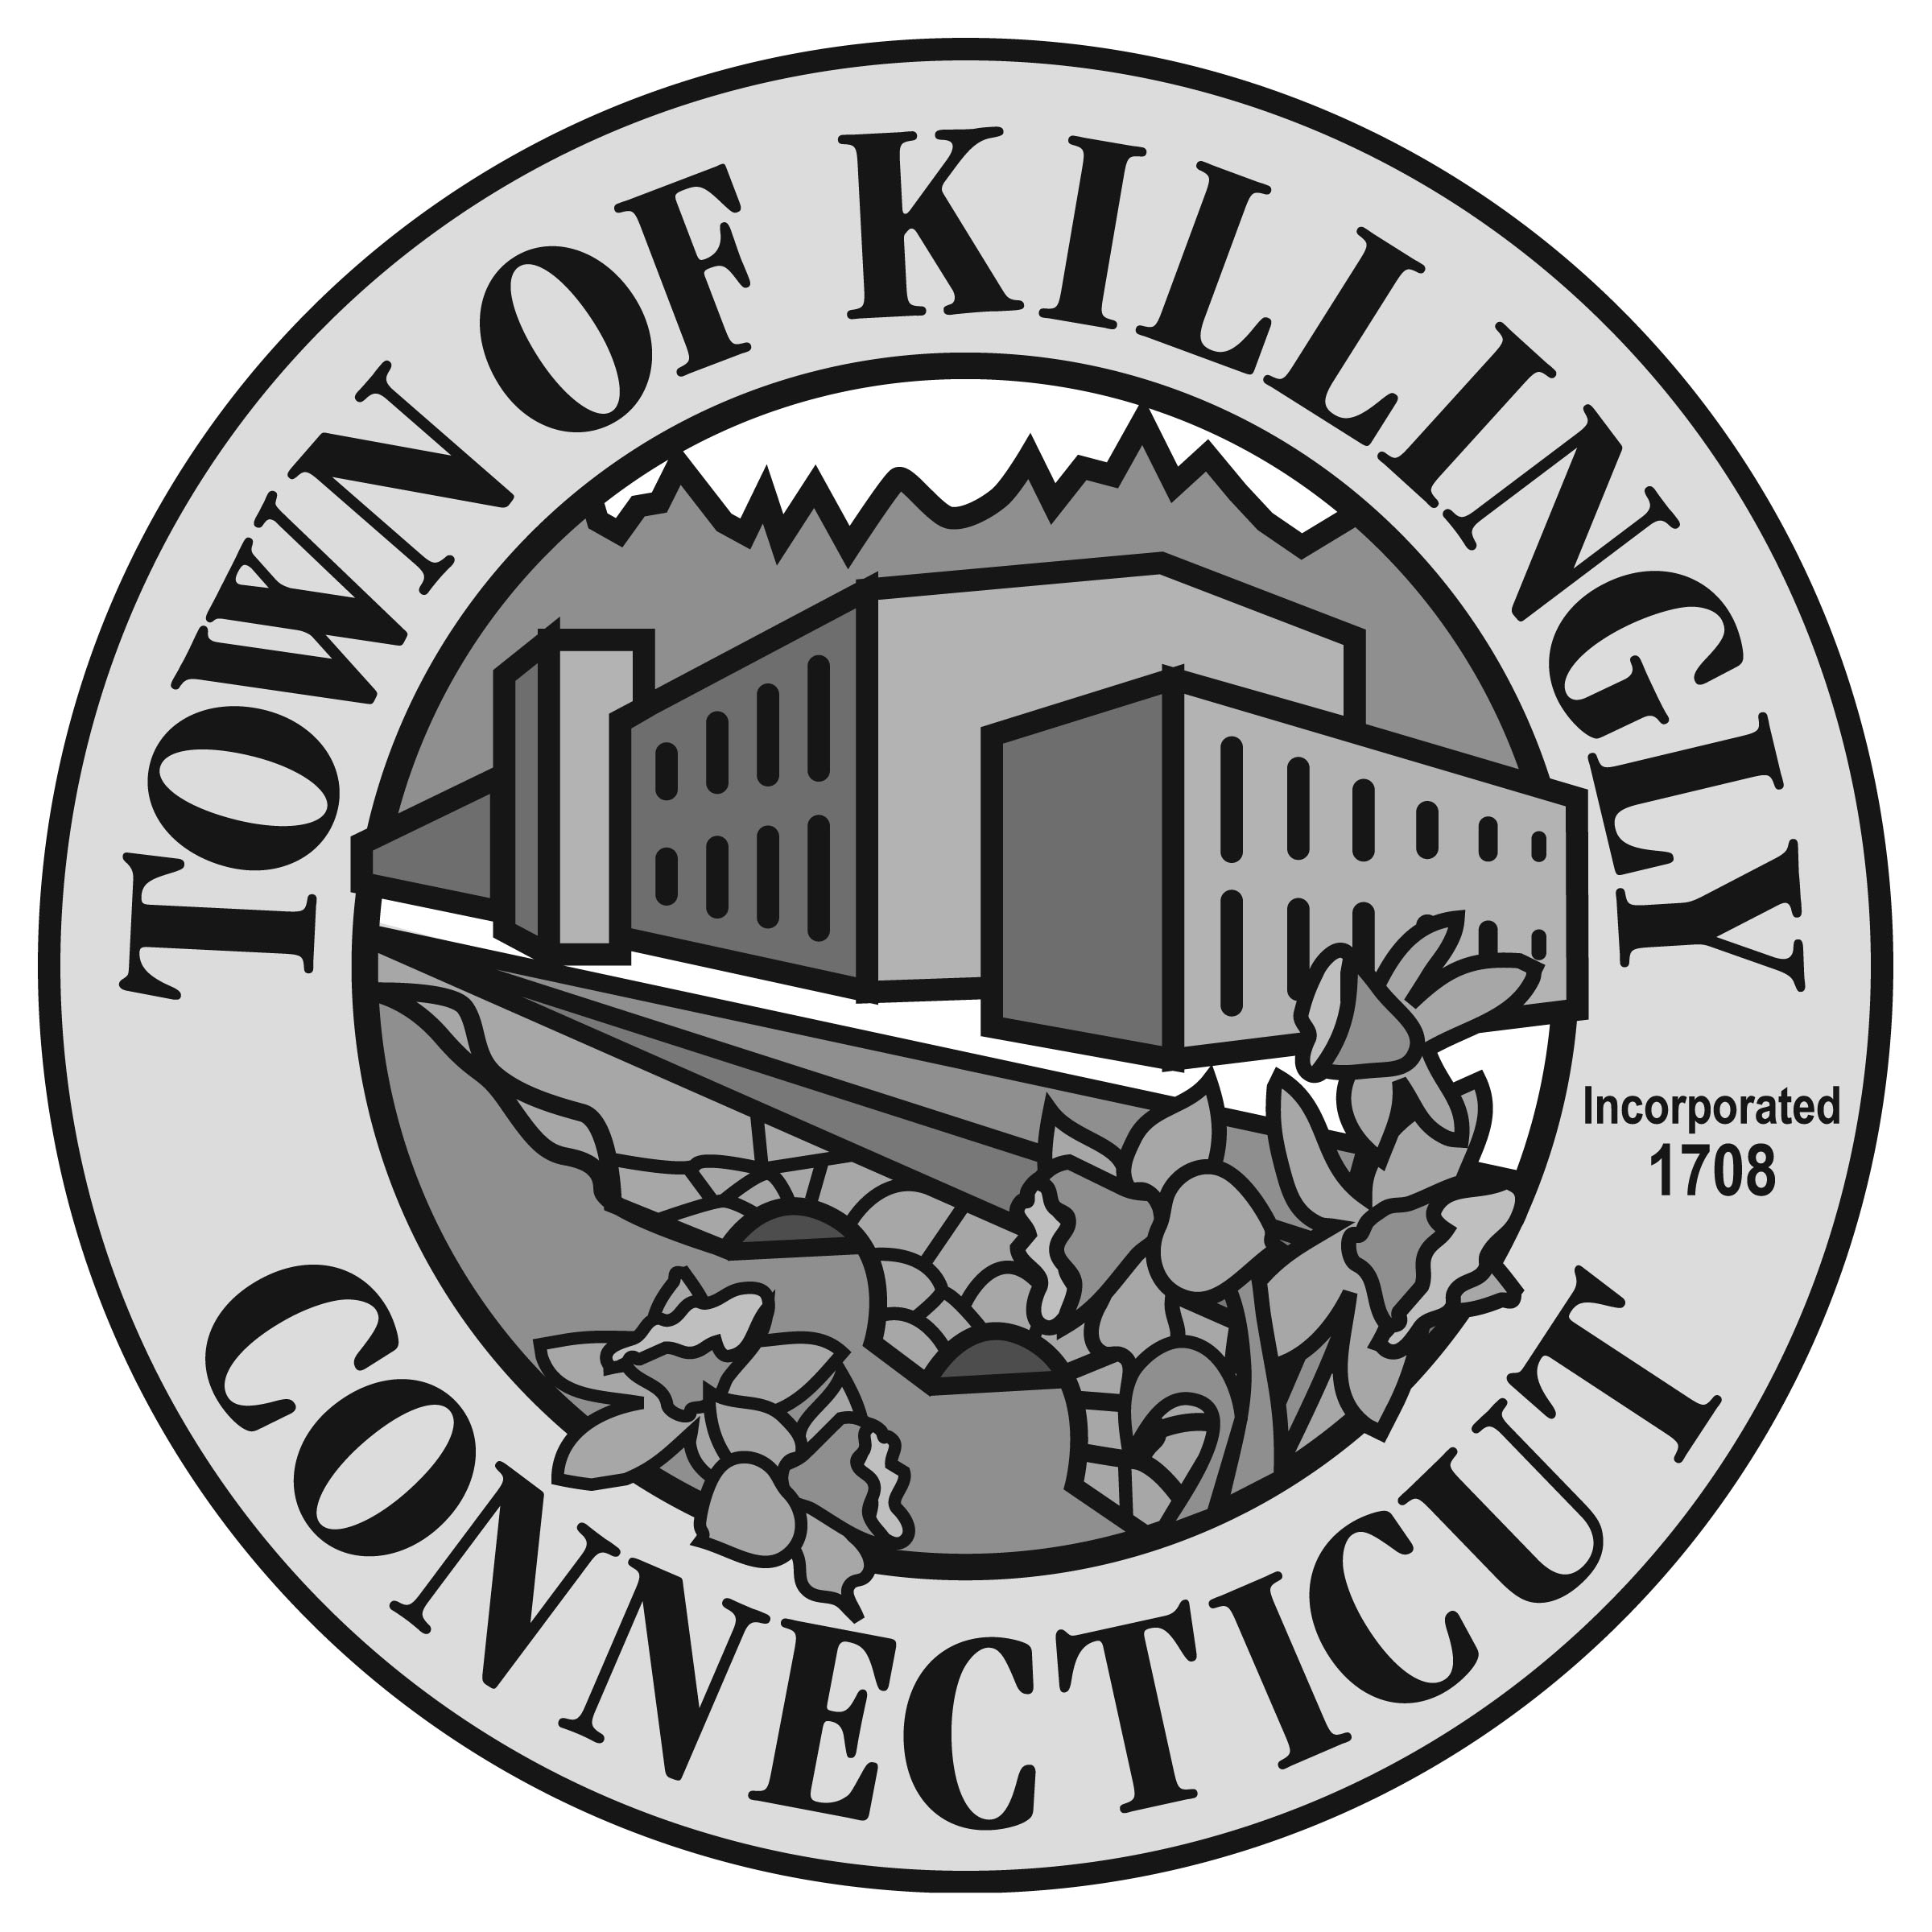 TOWN OF KILLINGLY
Incorporated
1708
CONNECTICUT